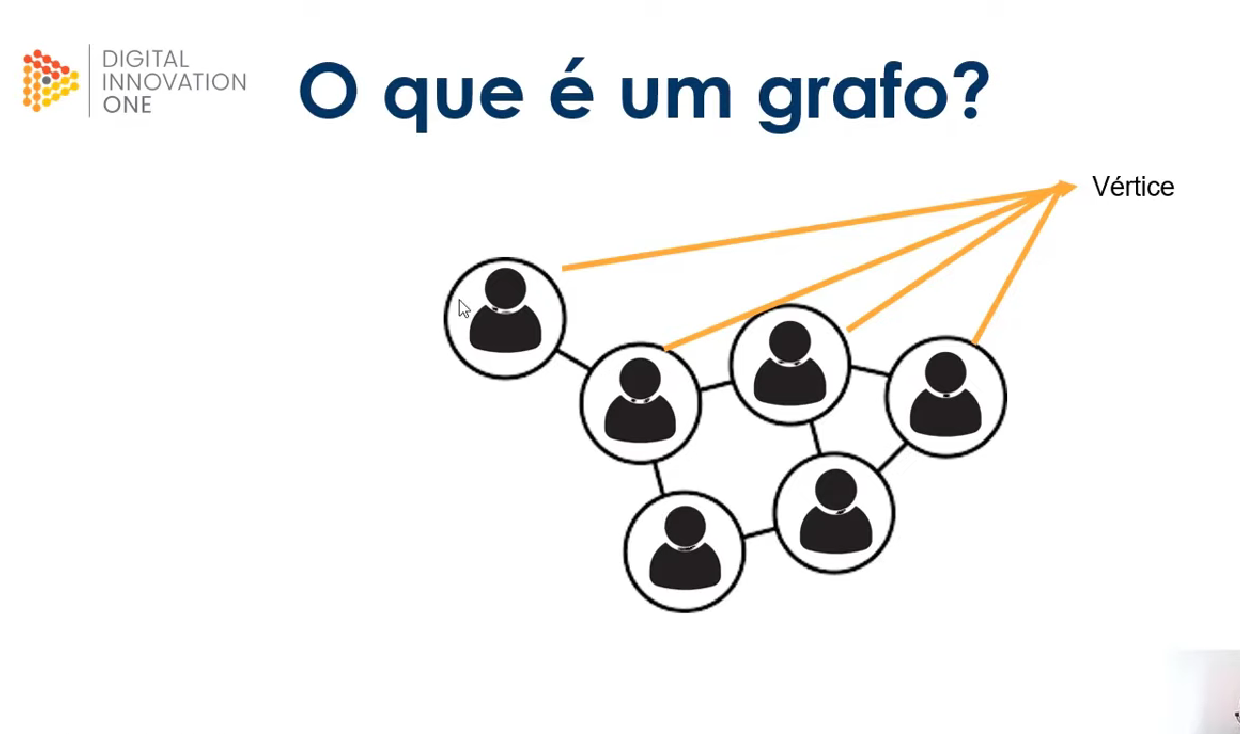 DIGITAL
INNOVATION
ONE
O que é um grafo?
Vértice